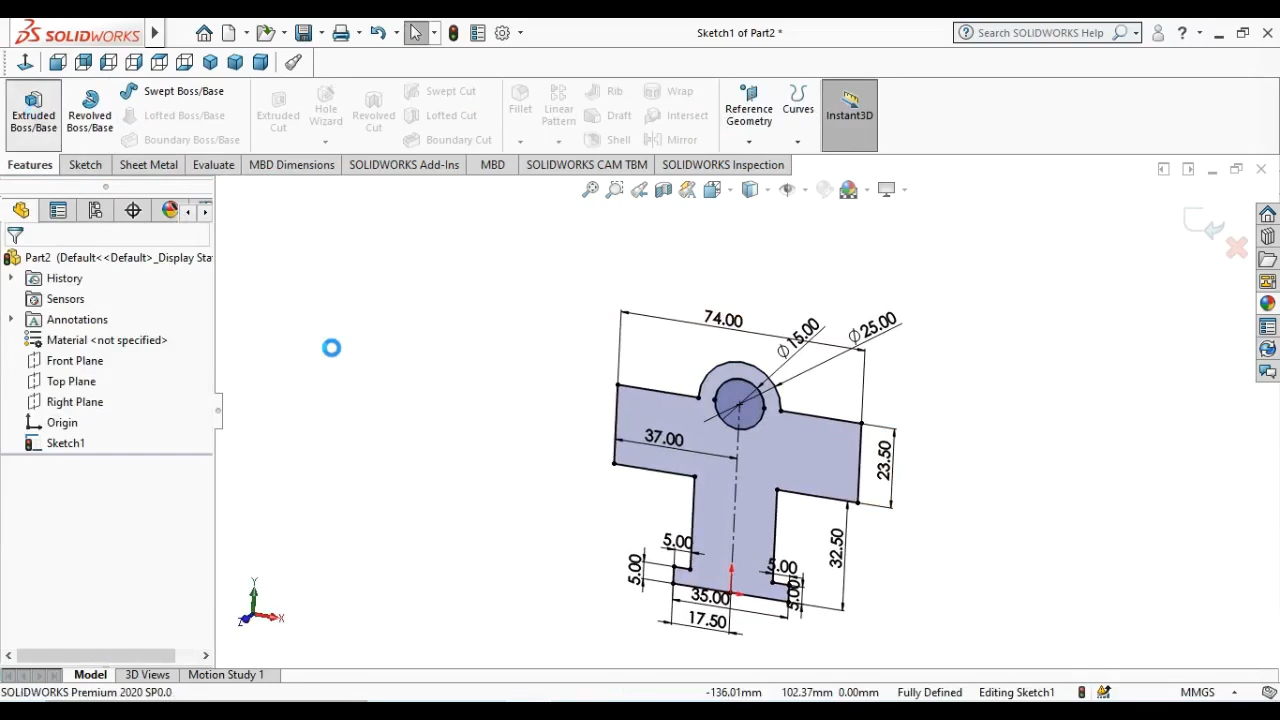 SOLIDWORKS
Sketch1 of Part2 *
Search SOLIDWORKS Help
Extruded Boss/Base
Revolved Boss/Base
Swept Boss/Base
Lofted Boss/Base
Boundary Boss/Base
Extruded Cut
Hole Wizard
Revolved Cut
Swept Cut
Lofted Cut
Boundary Cut
Fillet
Linear Pattern
Rib
Draft
Shell
Wrap
Intersect
Mirror
Reference Geometry
Curves
Instant3D
Features
Sketch
Sheet Metal
Evaluate
MBD Dimensions
SOLIDWORKS Add-Ins
MBD
SOLIDWORKS CAM TBM
SOLIDWORKS Inspection
Part2 (Default<<Default>_Display Sta
History
Sensors
Annotations
Material <not specified>
Front Plane
Top Plane
Right Plane
Origin
Sketch1
74.00
∅15.00
∅25.00
37.00
23.50
32.50
5.00
5.00
5.00
5.00
35.00
17.50
Y
X
Z
Model
3D Views
Motion Study 1
SOLIDWORKS Premium 2020 SP0.0
-136.01mm
102.37mm 0.00mm
Fully Defined
Editing Sketch1
MMGS